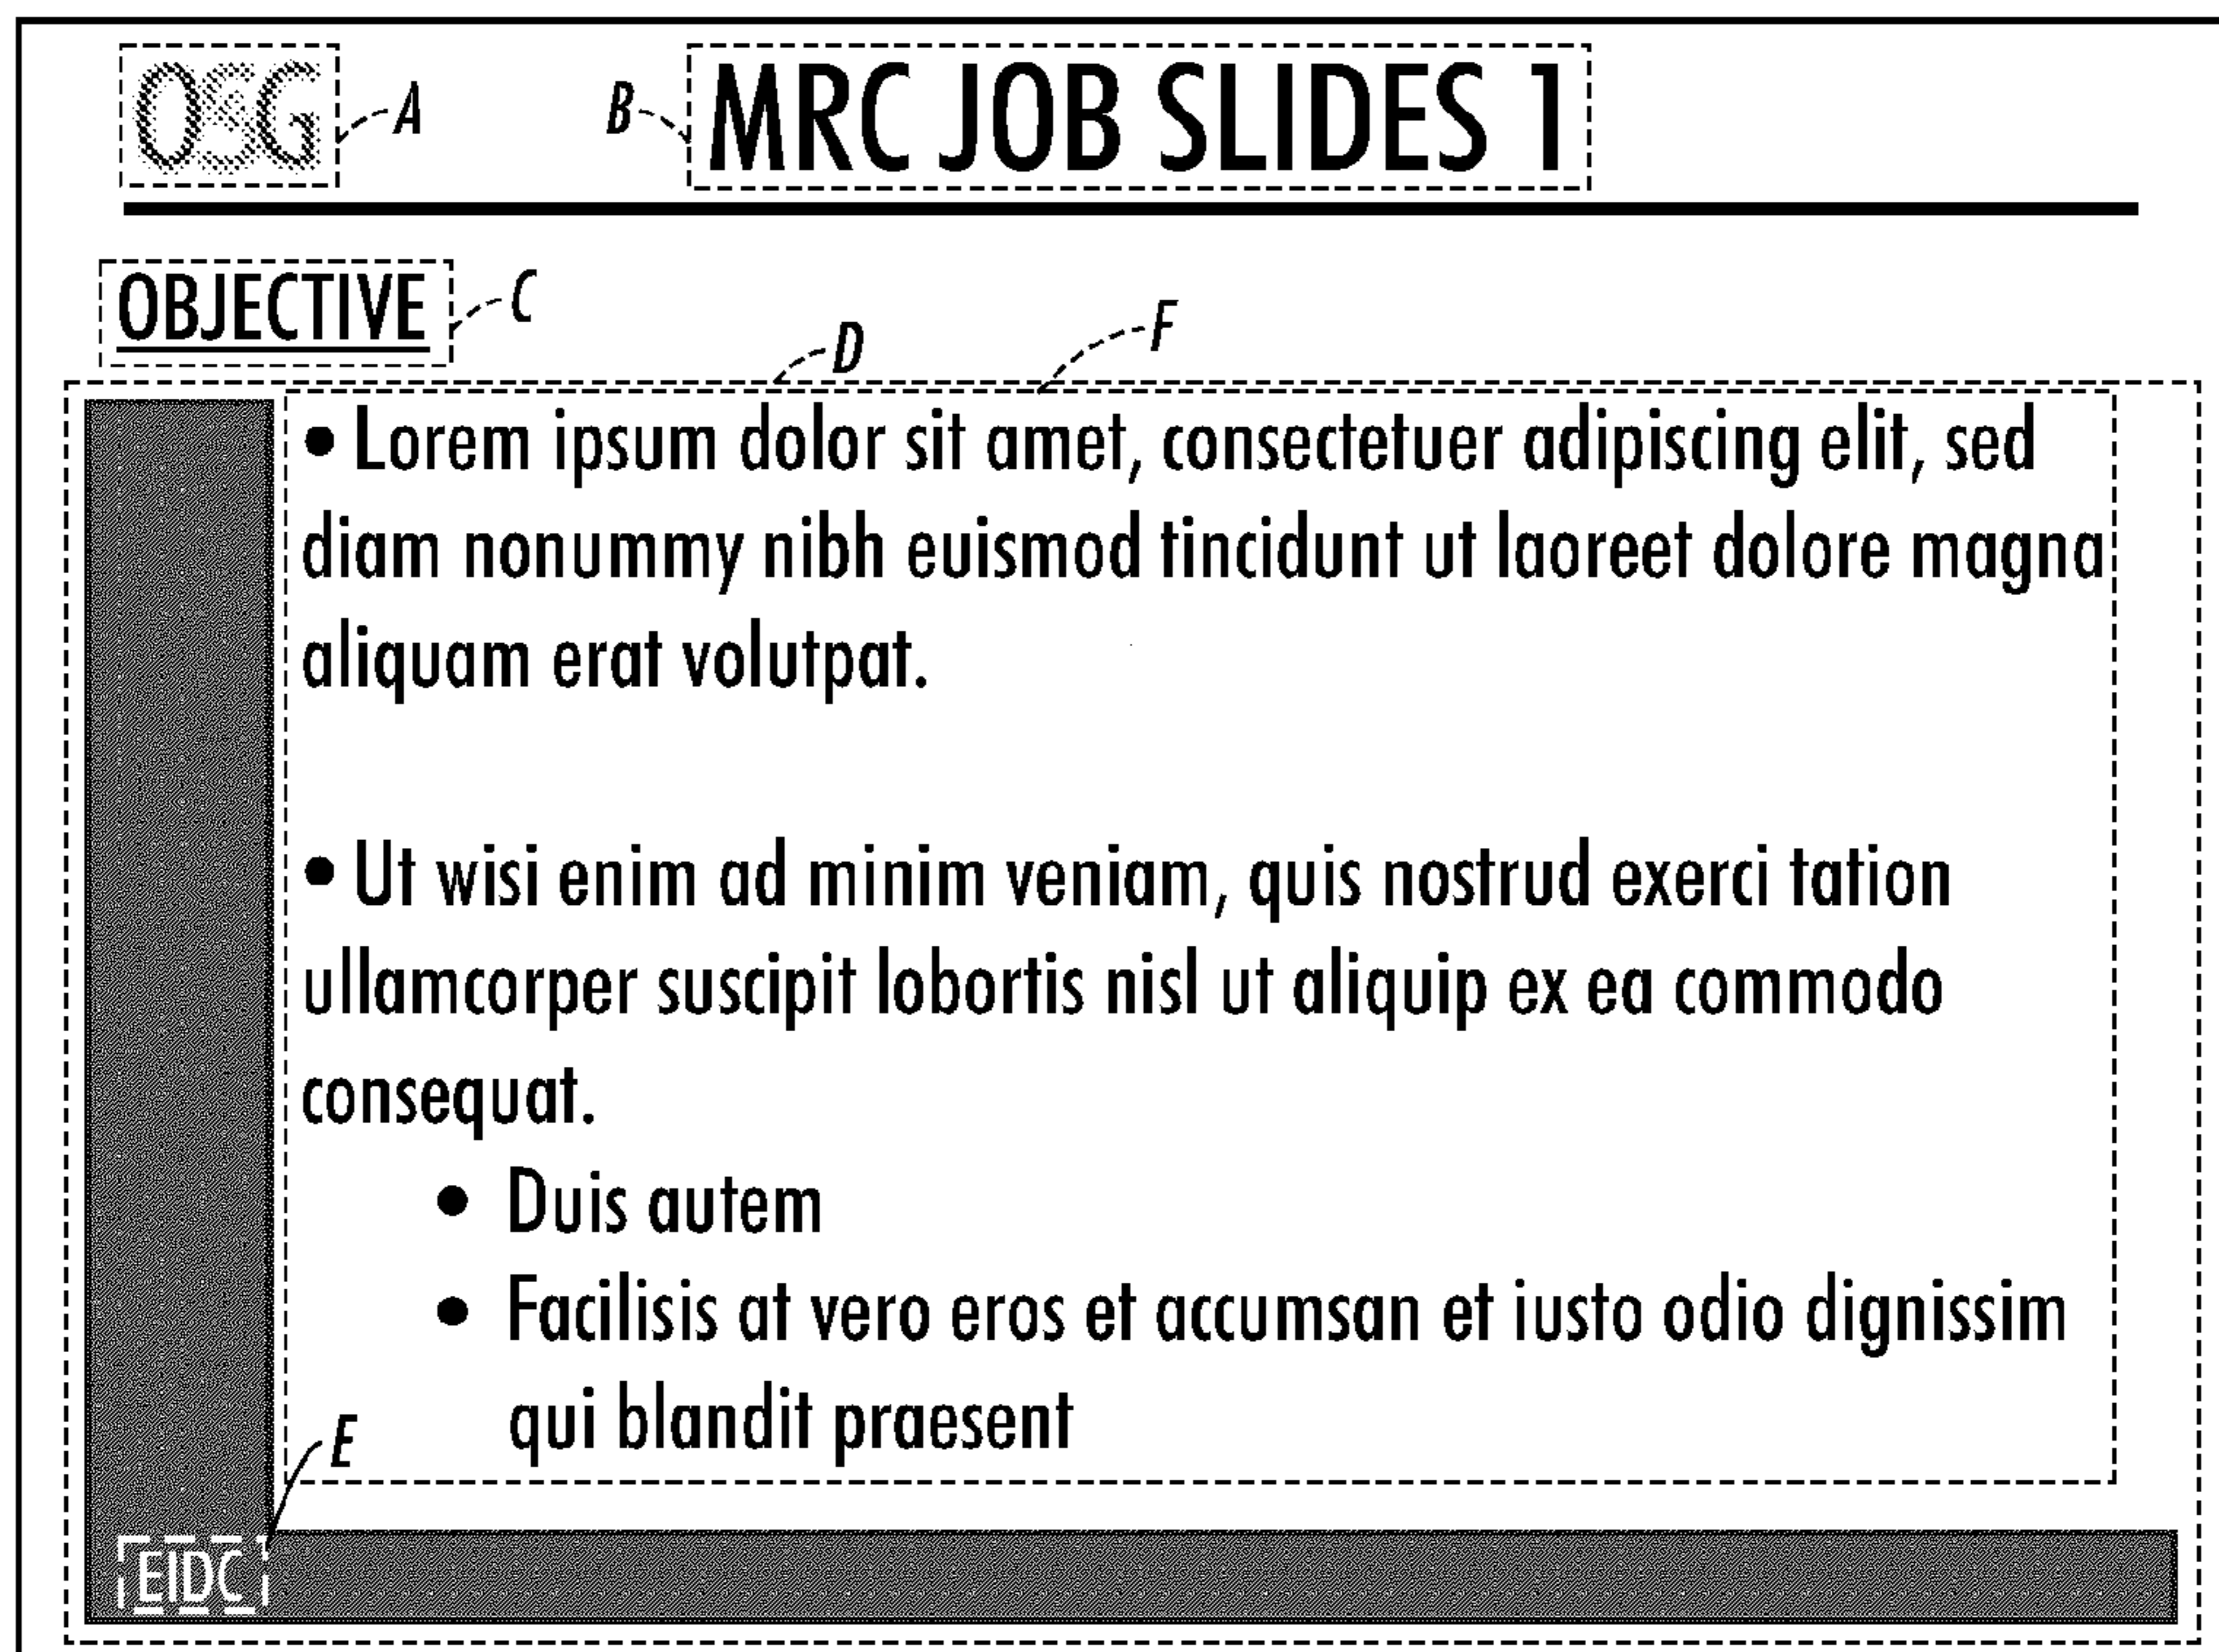 OSG A B MRC JOB SLIDES 1
OBJECTIVE C
D F
• Lorem ipsum dolor sit amet, consectetuer adipiscing elit, sed
diam nonummy nibh euismod tincidunt ut laoreet dolore magna
aliquam erat volutpat.
• Ut wisi enim ad minim veniam, quis nostrud exerci tation
ullamcorper suscipit lobortis nisl ut aliquip ex ea commodo
consequat.
• Duis autem
• Facilisis at vero eros et accumsan et iusto odio dignissim
qui blandit praesent
E
EIDC